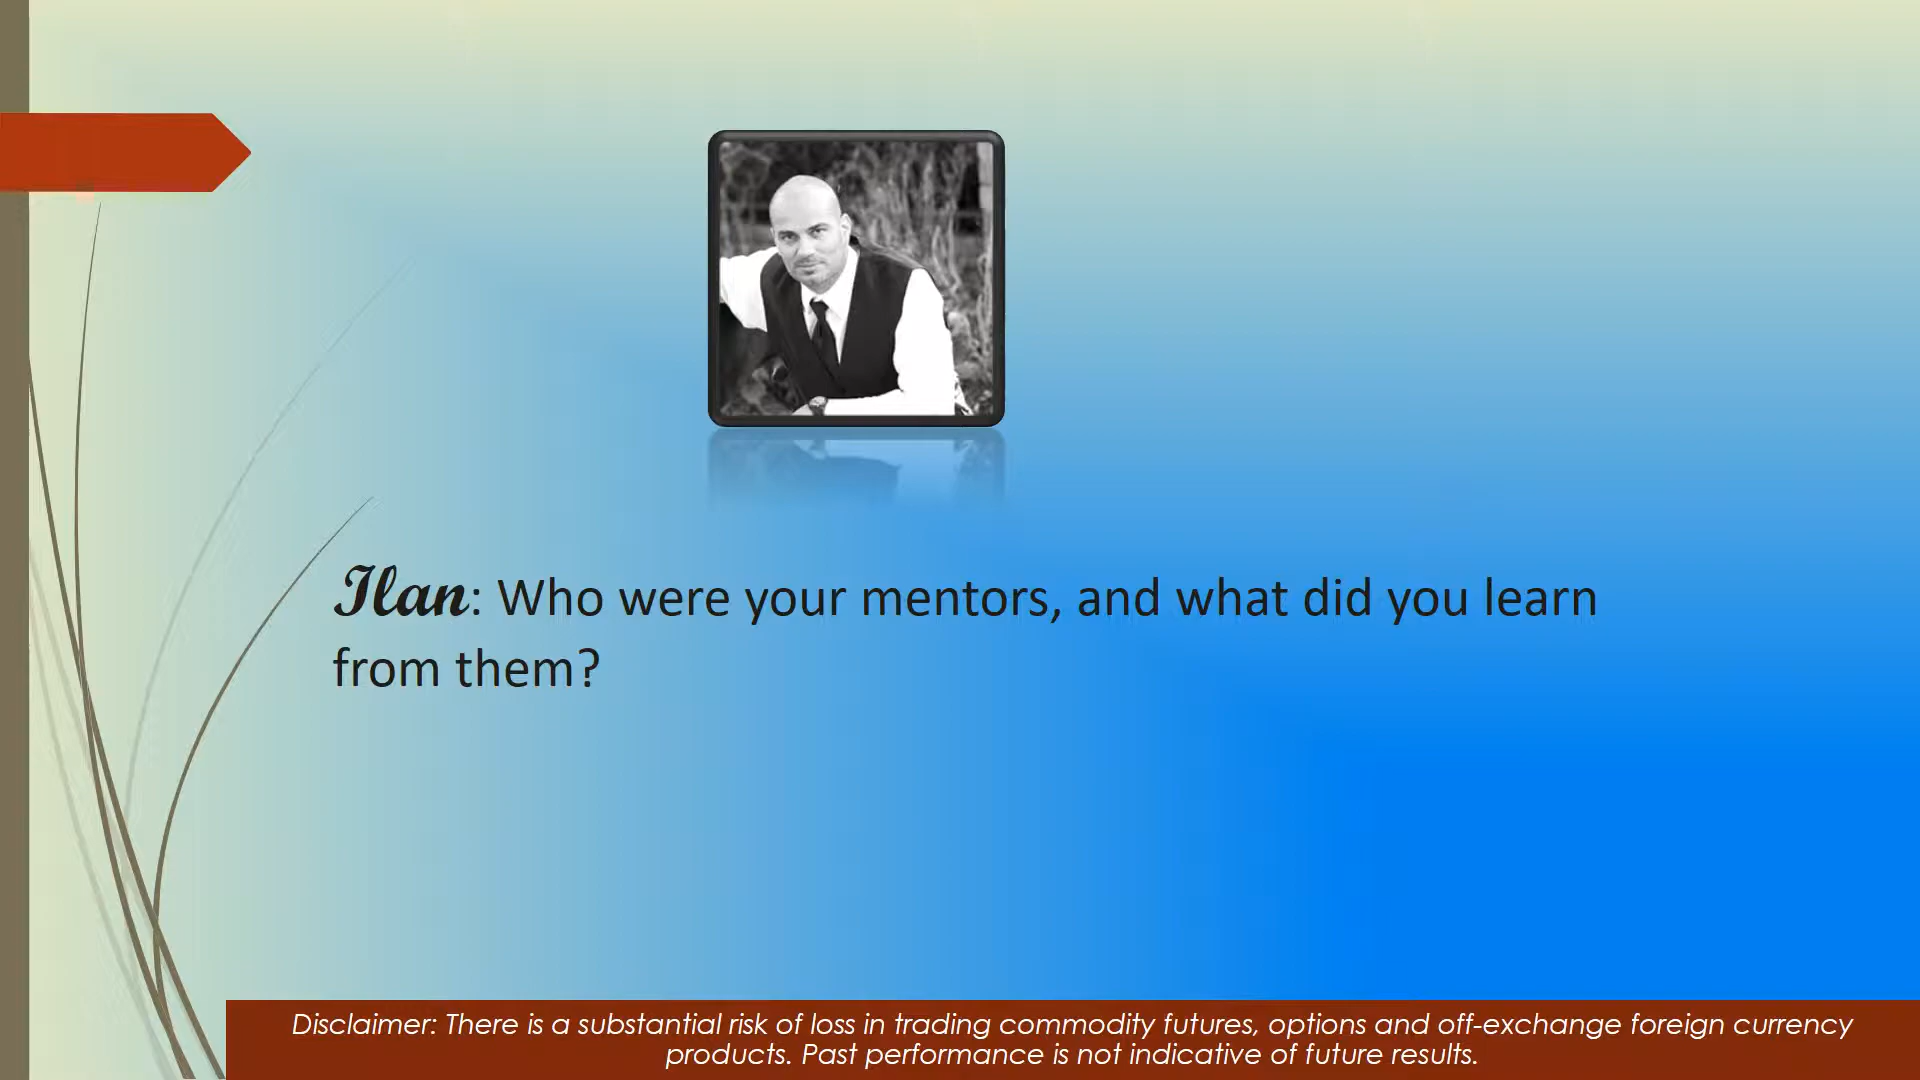 Ilan: Who were your mentors, and what did you learn
from them?
Disclaimer: There is a substantial risk of loss in trading commodity futures, options and off-exchange foreign currency
products. Past performance is not indicative of future results.